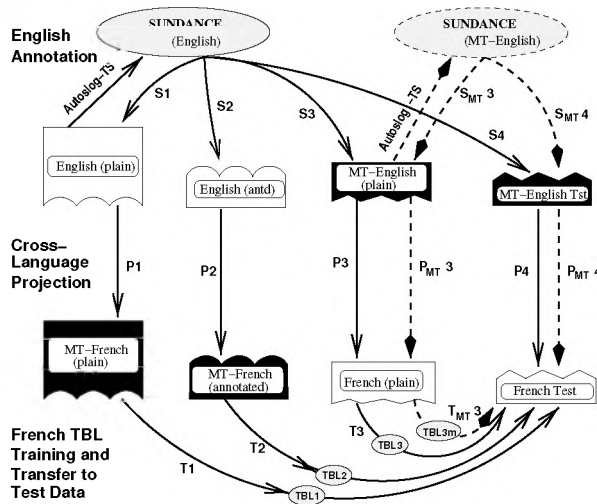 English
Annotation
SUNDANCE
(English)
SUNDANCE
(MT-English)
Autoslog-TS
S1
S2
S3
Autoslog-TS
S_MT 3
S4
S_MT 4
English (plain)
English (antd)
MT-English
(plain)
MT-English Tst
Cross-
Language
Projection
P1
P2
P3
P_MT 3
P4
P_MT 4
MT-French
(plain)
MT-French
(annotated)
French (plain)
French Test
French TBL
Training and
Transfer to
Test Data
T1
T2
T3
T_MT 3
TBL1
TBL2
TBL3
TBL3m